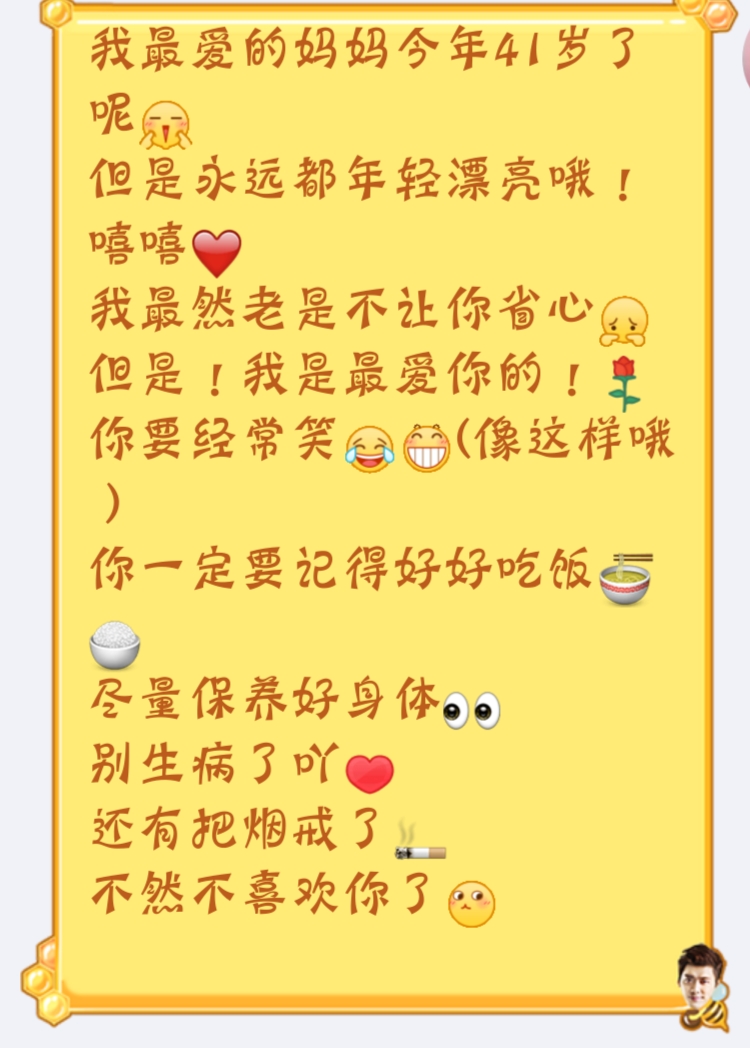 我最爱的妈妈今年41岁了
呢🤗
但是永远都年轻漂亮哦！
嘻嘻❤️
我最然老是不让你省心😔
但是！我是最爱你的！🌹
你要经常笑😂😁(像这样哦
)
你一定要记得好好吃饭🍜
🍚
尽量保养好身体👀
别生病了吖❤️
还有把烟戒了🚬
不然不喜欢你了😳